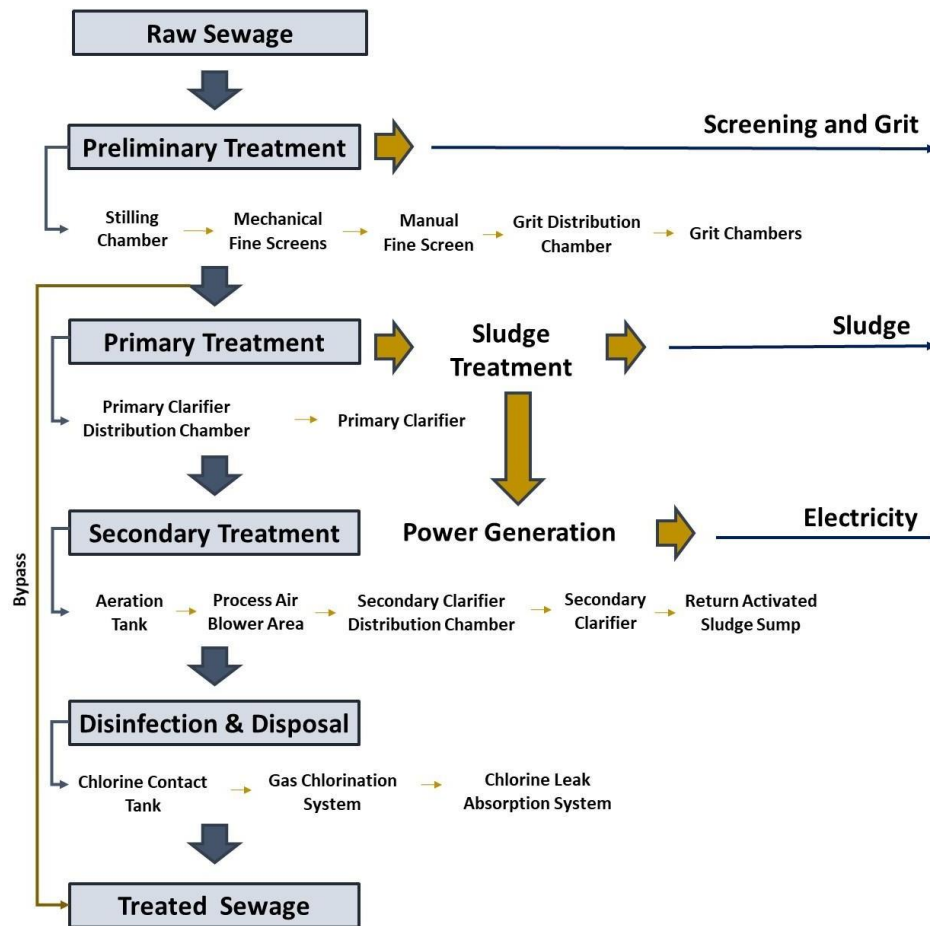 Raw Sewage
Screening and Grit
Preliminary Treatment
Stilling
Chamber
Mechanical
Fine Screens
Manual
Fine Screen
Grit Distribution
Chamber
Grit Chambers
Primary Treatment
Sludge
Treatment
Sludge
Primary Clarifier
Distribution Chamber
Primary Clarifier
Secondary Treatment
Power Generation
Electricity
Bypass
Aeration
Tank
Process Air
Blower Area
Secondary Clarifier
Distribution Chamber
Secondary
Clarifier
Return Activated
Sludge Sump
Disinfection & Disposal
Chlorine Contact
Tank
Gas Chlorination
System
Chlorine Leak
Absorption System
Treated Sewage